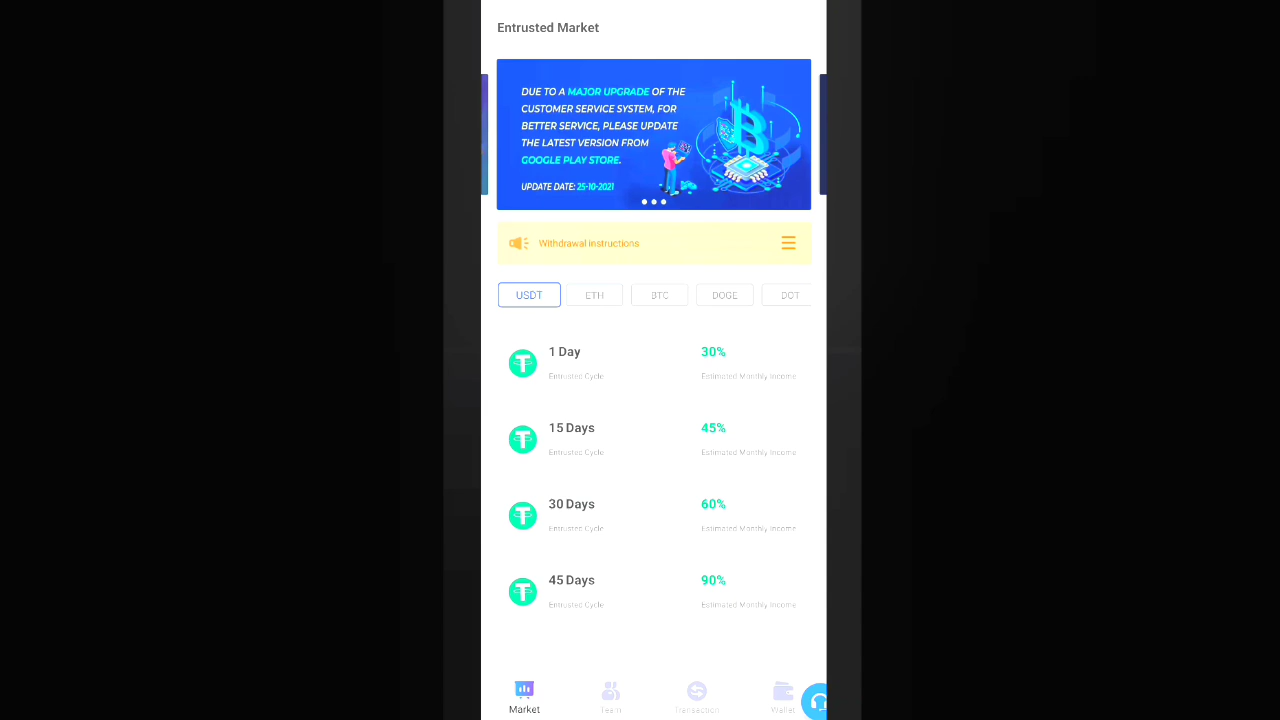 Entrusted Market
DUE TO A MAJOR UPGRADE OF THE
CUSTOMER SERVICE SYSTEM, FOR
BETTER SERVICE, PLEASE UPDATE
THE LATEST VERSION FROM
GOOGLE PLAY STORE.
UPDATE DATE: 25-10-2021
Withdrawal instructions
USDT ETH BTC DOGE DOT
1 Day 30%
Entrusted Cycle Estimated Monthly Income
15 Days 45%
Entrusted Cycle Estimated Monthly Income
30 Days 60%
Entrusted Cycle Estimated Monthly Income
45 Days 90%
Entrusted Cycle Estimated Monthly Income
Market Team Transaction Wallet